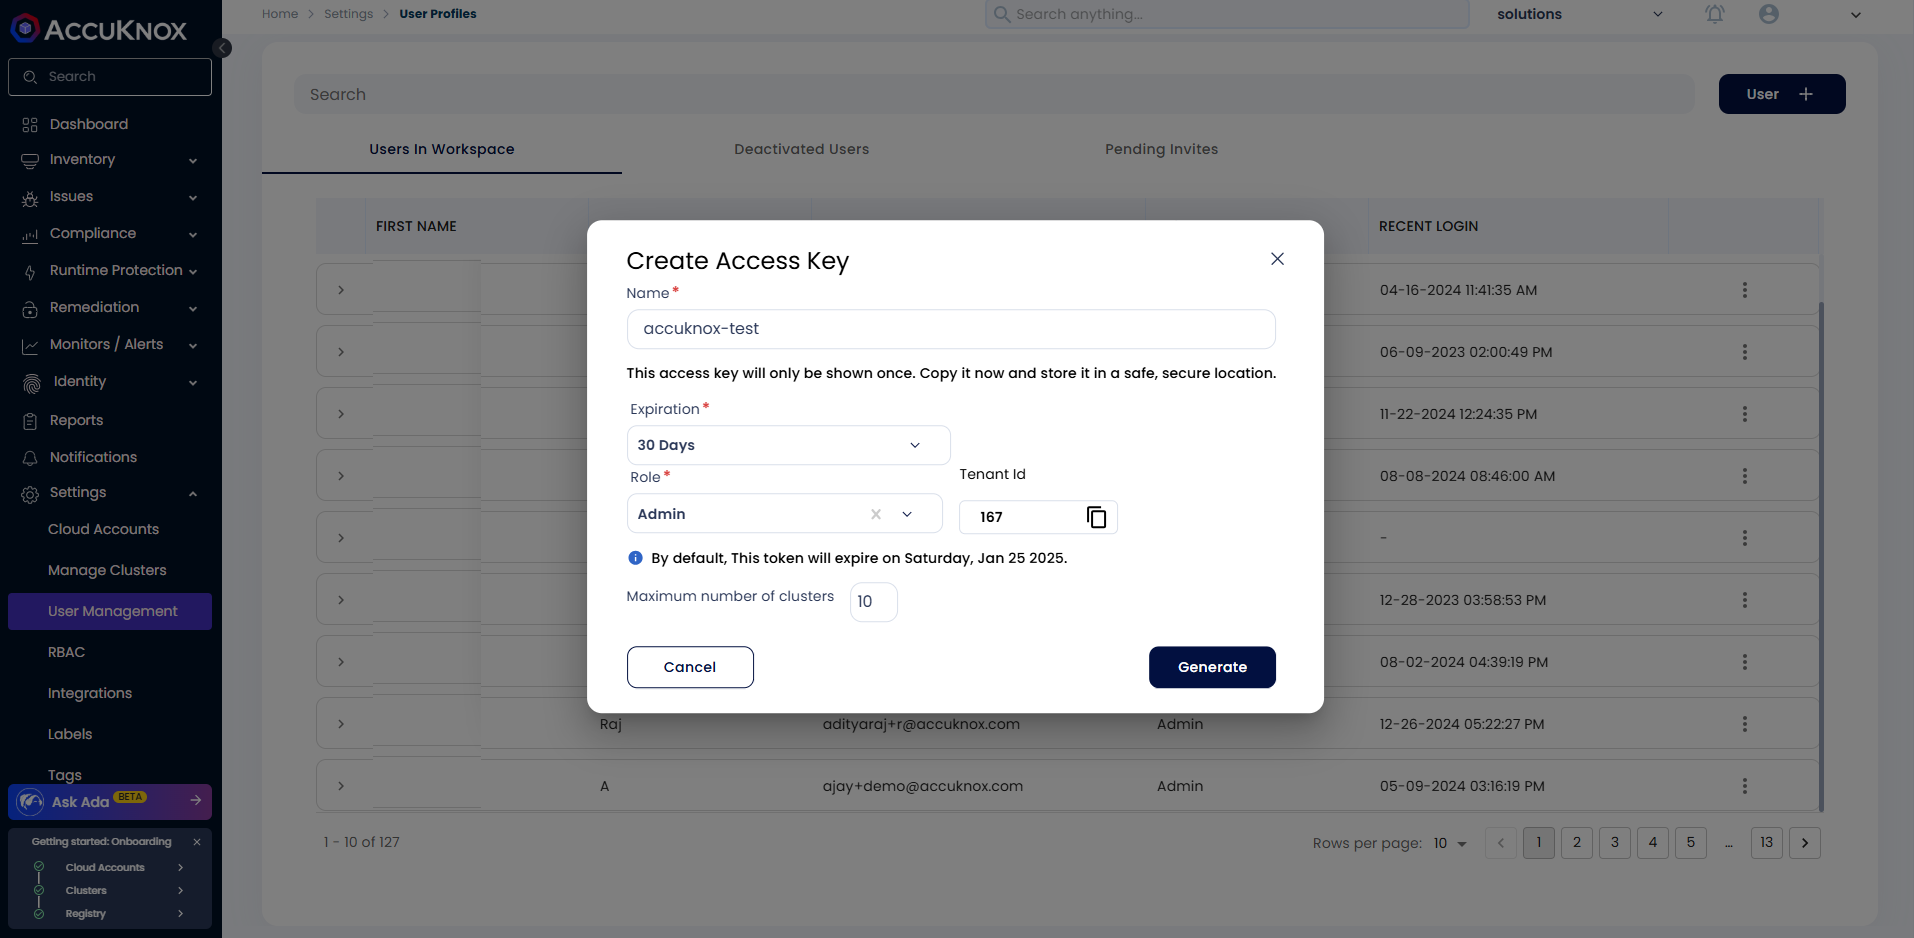 ACCUKNOX
Home > Settings > User Profiles
Search anything...
solutions
Search
Dashboard
Inventory
Issues
Compliance
Runtime Protection
Remediation
Monitors / Alerts
Identity
Reports
Notifications
Settings
Cloud Accounts
Manage Clusters
User Management
RBAC
Integrations
Labels
Tags
Ask Ada BETA
Getting started: Onboarding
Cloud Accounts
Clusters
Registry
Search
User +
Users In Workspace
Deactivated Users
Pending Invites
FIRST NAME
RECENT LOGIN
04-16-2024 11:41:35 AM
06-09-2023 02:00:49 PM
11-22-2024 12:24:35 PM
08-08-2024 08:46:00 AM
-
12-28-2023 03:58:53 PM
08-02-2024 04:39:19 PM
Raj adityaraj+r@accuknox.com Admin 12-26-2024 05:22:27 PM
A ajay+demo@accuknox.com Admin 05-09-2024 03:16:19 PM
1 - 10 of 127
Rows per page: 10
1 2 3 4 5 ... 13
Create Access Key
Name*
accuknox-test
This access key will only be shown once. Copy it now and store it in a safe, secure location.
Expiration*
30 Days
Role*
Tenant Id
Admin
167
By default, This token will expire on Saturday, Jan 25 2025.
Maximum number of clusters 10
Cancel
Generate